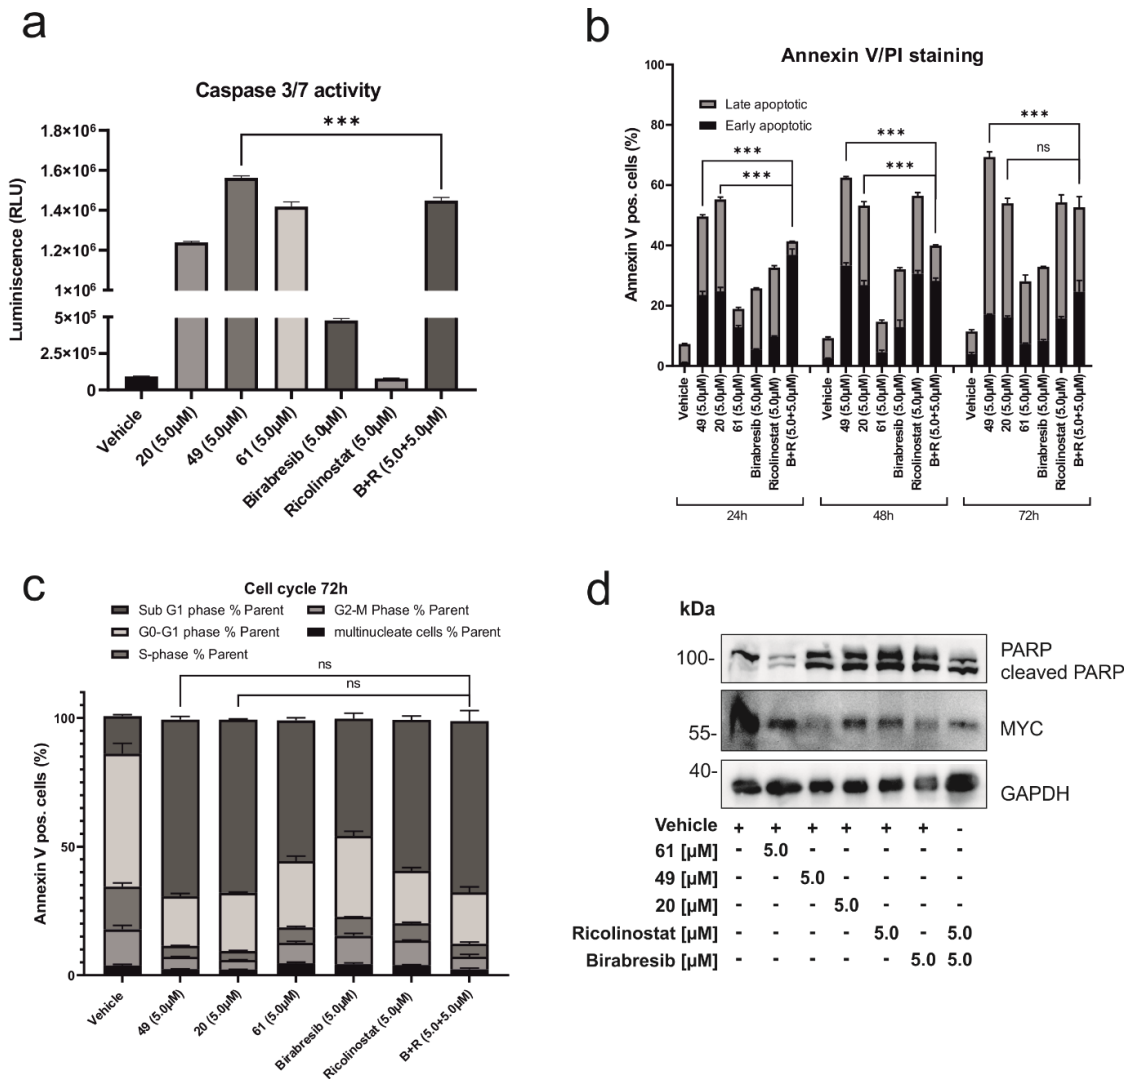 a
Caspase 3/7 activity
Luminiscence (RLU)
1.8×10⁶
1.6×10⁶
1.4×10⁶
1.2×10⁶
1×10⁶
5×10⁵
2.5×10⁵
0
***
Vehicle
20 (5.0µM)
49 (5.0µM)
61 (5.0µM)
Birabresib (5.0µM)
Ricolinostat (5.0µM)
B+R (5.0+5.0µM)
b
Annexin V/PI staining
Annexin V pos. cells (%)
100
80
60
40
20
0
Late apoptotic
Early apoptotic
***
***
***
***
***
ns
Vehicle
49 (5.0µM)
20 (5.0µM)
61 (5.0µM)
Birabresib (5.0µM)
Ricolinostat (5.0µM)
B+R (5.0+5.0µM)
Vehicle
49 (5.0µM)
20 (5.0µM)
61 (5.0µM)
Birabresib (5.0µM)
Ricolinostat (5.0µM)
B+R (5.0+5.0µM)
Vehicle
49 (5.0µM)
20 (5.0µM)
61 (5.0µM)
Birabresib (5.0µM)
Ricolinostat (5.0µM)
B+R (5.0+5.0µM)
24h
48h
72h
c
Cell cycle 72h
Sub G1 phase % Parent
G2-M Phase % Parent
G0-G1 phase % Parent
multinucleate cells % Parent
S-phase % Parent
ns
ns
Annexin V pos. cells (%)
100
50
0
Vehicle
49 (5.0µM)
20 (5.0µM)
61 (5.0µM)
Birabresib (5.0µM)
Ricolinostat (5.0µM)
B+R (5.0+5.0µM)
d
kDa
100-
PARP
cleaved PARP
55-
MYC
40-
GAPDH
Vehicle + + + + + + -
61 [µM] - 5.0 - - - - -
49 [µM] - - 5.0 - - - -
20 [µM] - - - 5.0 - - -
Ricolinostat [µM] - - - - 5.0 - 5.0
Birabresib [µM] - - - - - 5.0 5.0